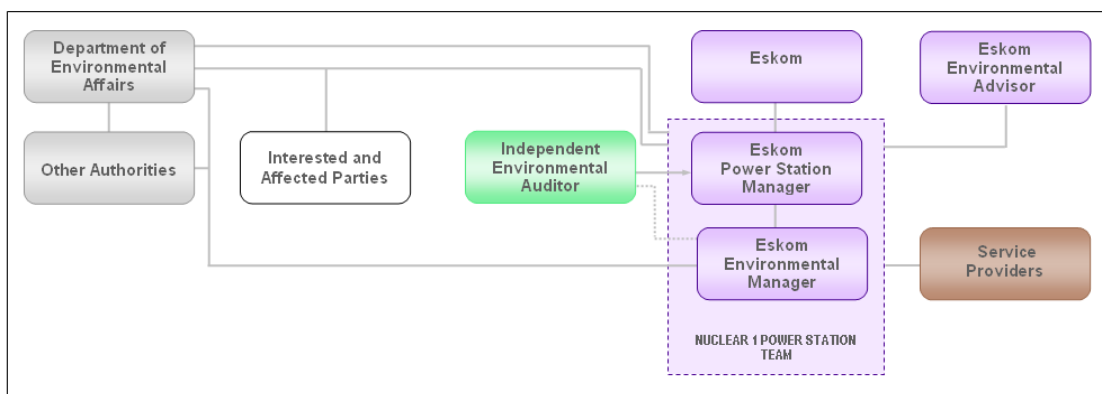 Department of
Environmental
Affairs
Eskom
Eskom
Environmental
Advisor
Other Authorities
Interested and
Affected Parties
Independent
Environmental
Auditor
Eskom
Power Station
Manager
Eskom
Environmental
Manager
Service
Providers
NUCLEAR 1 POWER STATION
TEAM